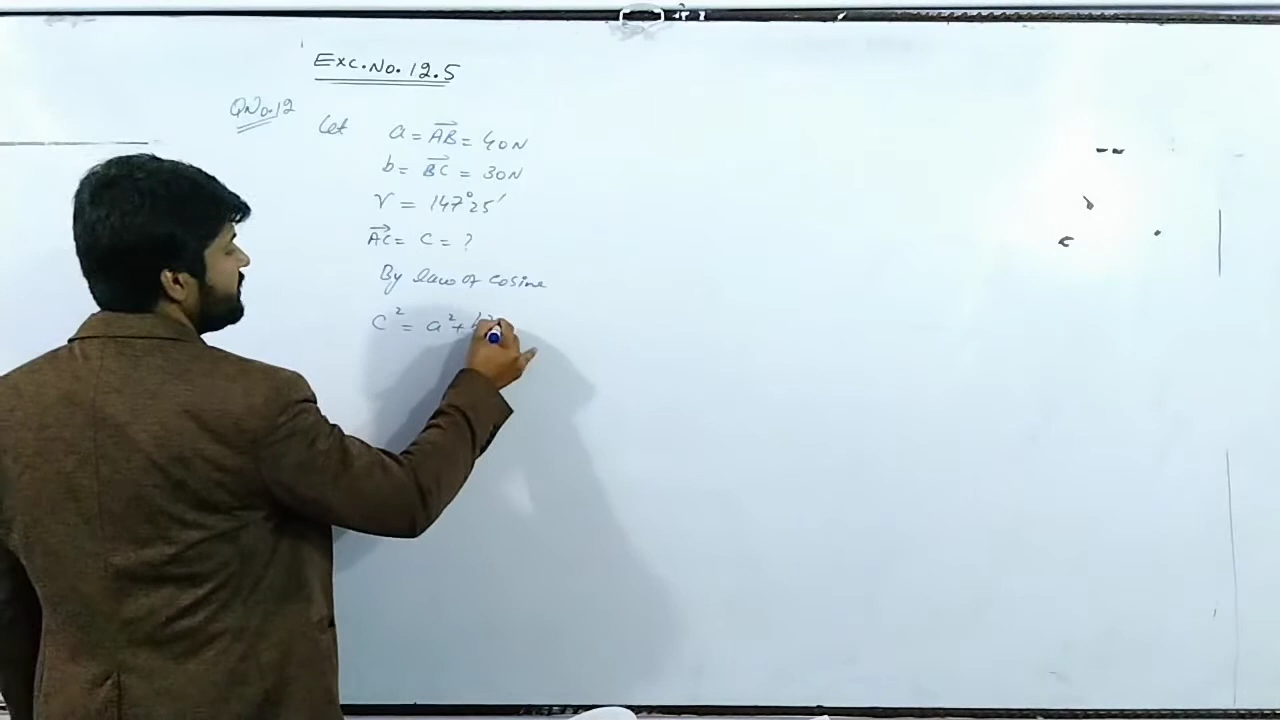 Exc.No.12.5
QNo.12
Let a = AB = 40N
b = BC = 30N
γ = 147°25′
AC = C = ?
By law of Cosine
C² = a² + b²